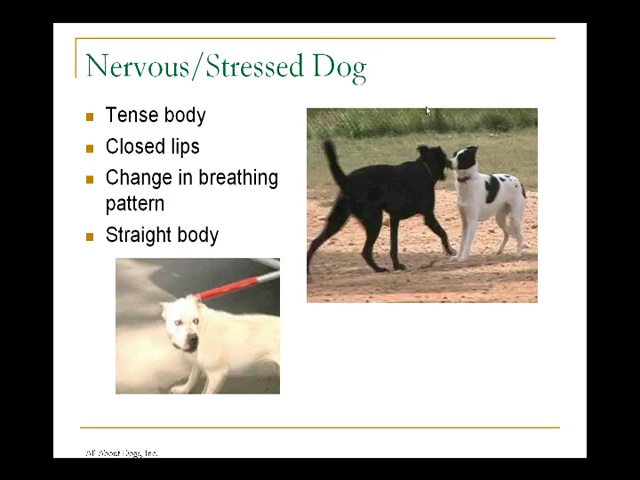 Nervous/Stressed Dog
Tense body
Closed lips
Change in breathing
pattern
Straight body
All About Dogs, Inc.